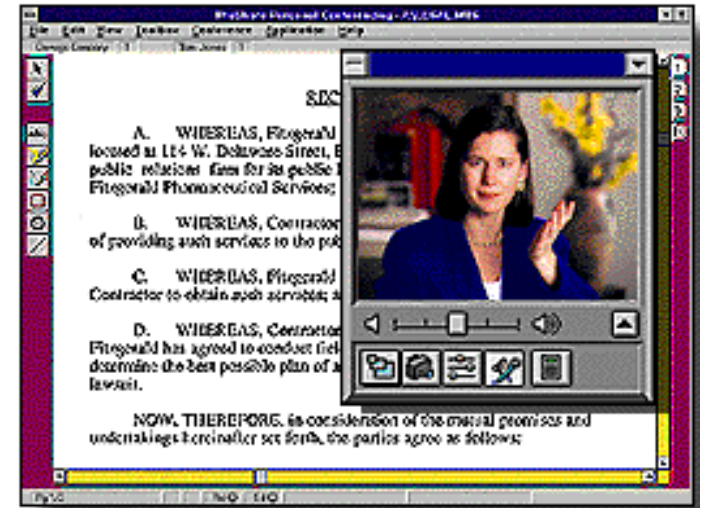 ProShare Personal Conferencing -
File Edit View Toolbox Conference Application Help
Tom Jones
A. WHEREAS, Fitzgerald
located at 114 W. Delaware Street,
public relations firm for its public
Fitzgerald Pharmaceutical Services;
B. WHEREAS, Contractor
of providing such services to the pub
C. WHEREAS, Fitzgerald
Contractor to obtain such services; a
D. WHEREAS, Contractor
Fitzgerald has agreed to conduct fiel
determine the best possible plan of a
lawsuit.
NOW, THEREFORE, in consideration of the mutual promises and
undertakings hereinafter set forth, the parties agree as follows: